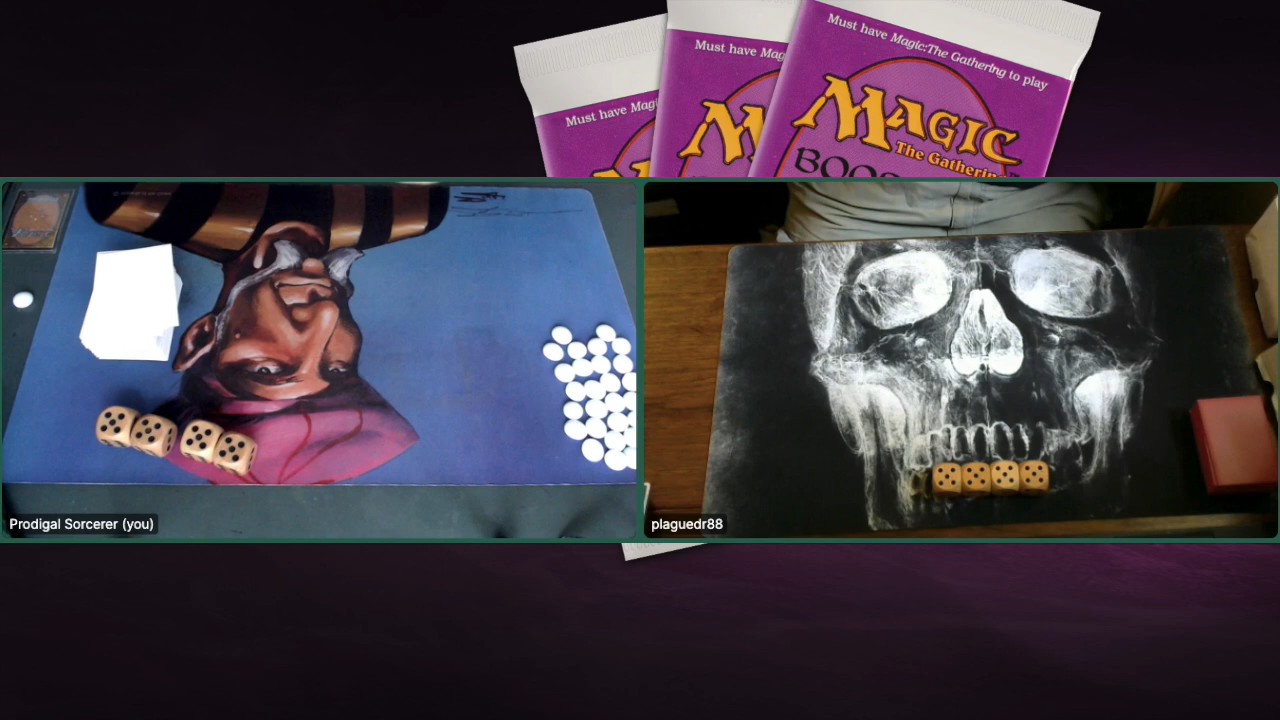 Must have Magic:The Gathering to play
Must have Mag
Must have Magi
MAGIC
The Gatherin
BOOS
M
Prodigal Sorcerer (you)
plaguedr88